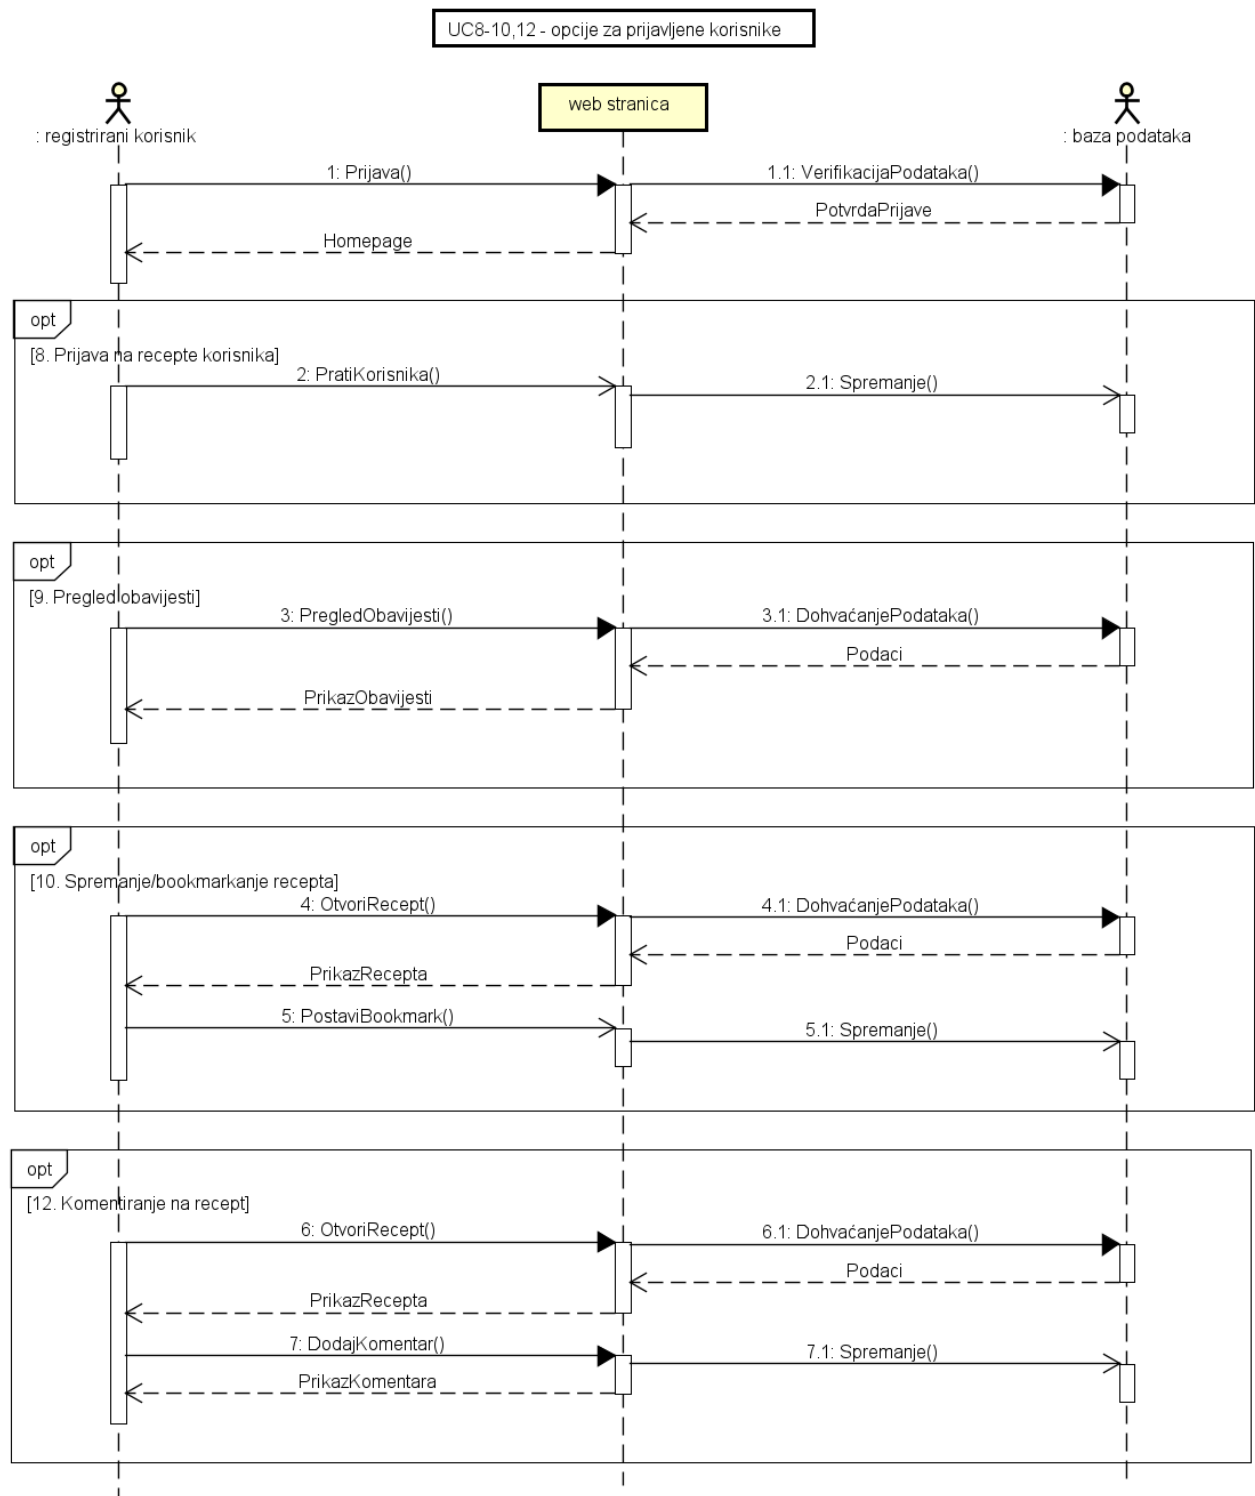 UC8-10,12 - opcije za prijavljene korisnike
: registrirani korisnik
web stranica
: baza podataka
1: Prijava()
1.1: VerifikacijaPodataka()
PotvrdaPrijave
Homepage
opt
[8. Prijava na recepte korisnika]
2: PratiKorisnika()
2.1: Spremanje()
opt
[9. Pregled obavijesti]
3: PregledObavijesti()
3.1: DohvaćanjePodataka()
Podaci
PrikazObavijesti
opt
[10. Spremanje/bookmarkanje recepta]
4: OtvoriRecept()
4.1: DohvaćanjePodataka()
Podaci
PrikazRecepta
5: PostaviBookmark()
5.1: Spremanje()
opt
[12. Komentiranje na recept]
6: OtvoriRecept()
6.1: DohvaćanjePodataka()
Podaci
PrikazRecepta
7: DodajKomentar()
7.1: Spremanje()
PrikazKomentara